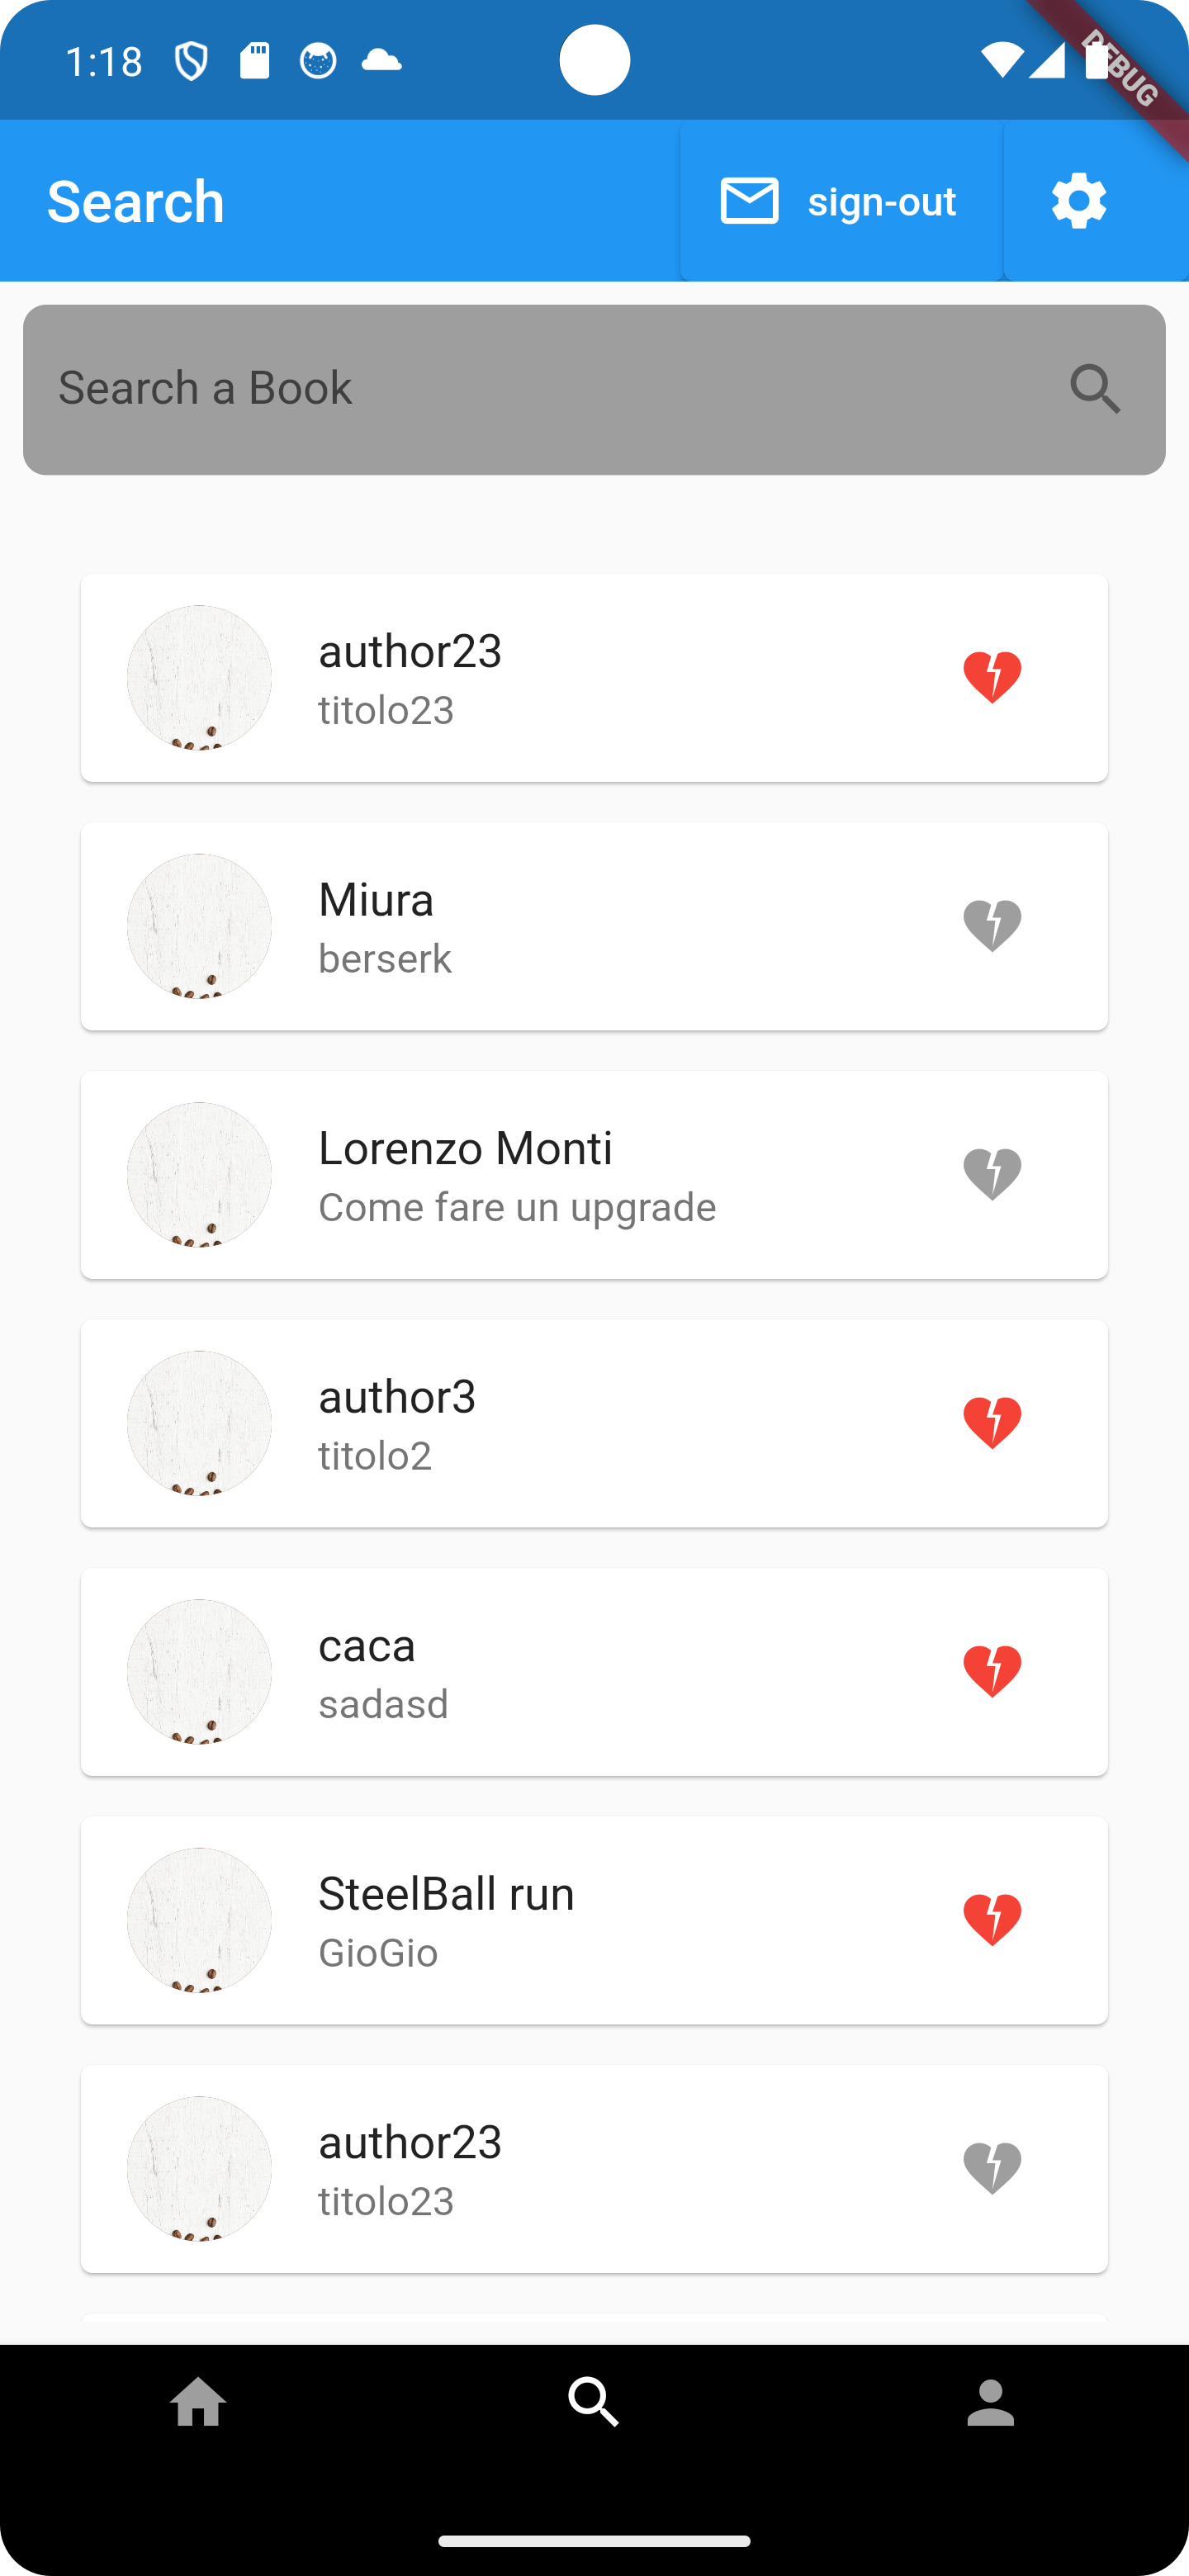 1:18
DEBUG
Search
sign-out
Search a Book
author23
titolo23
Miura
berserk
Lorenzo Monti
Come fare un upgrade
author3
titolo2
caca
sadasd
SteelBall run
GioGio
author23
titolo23